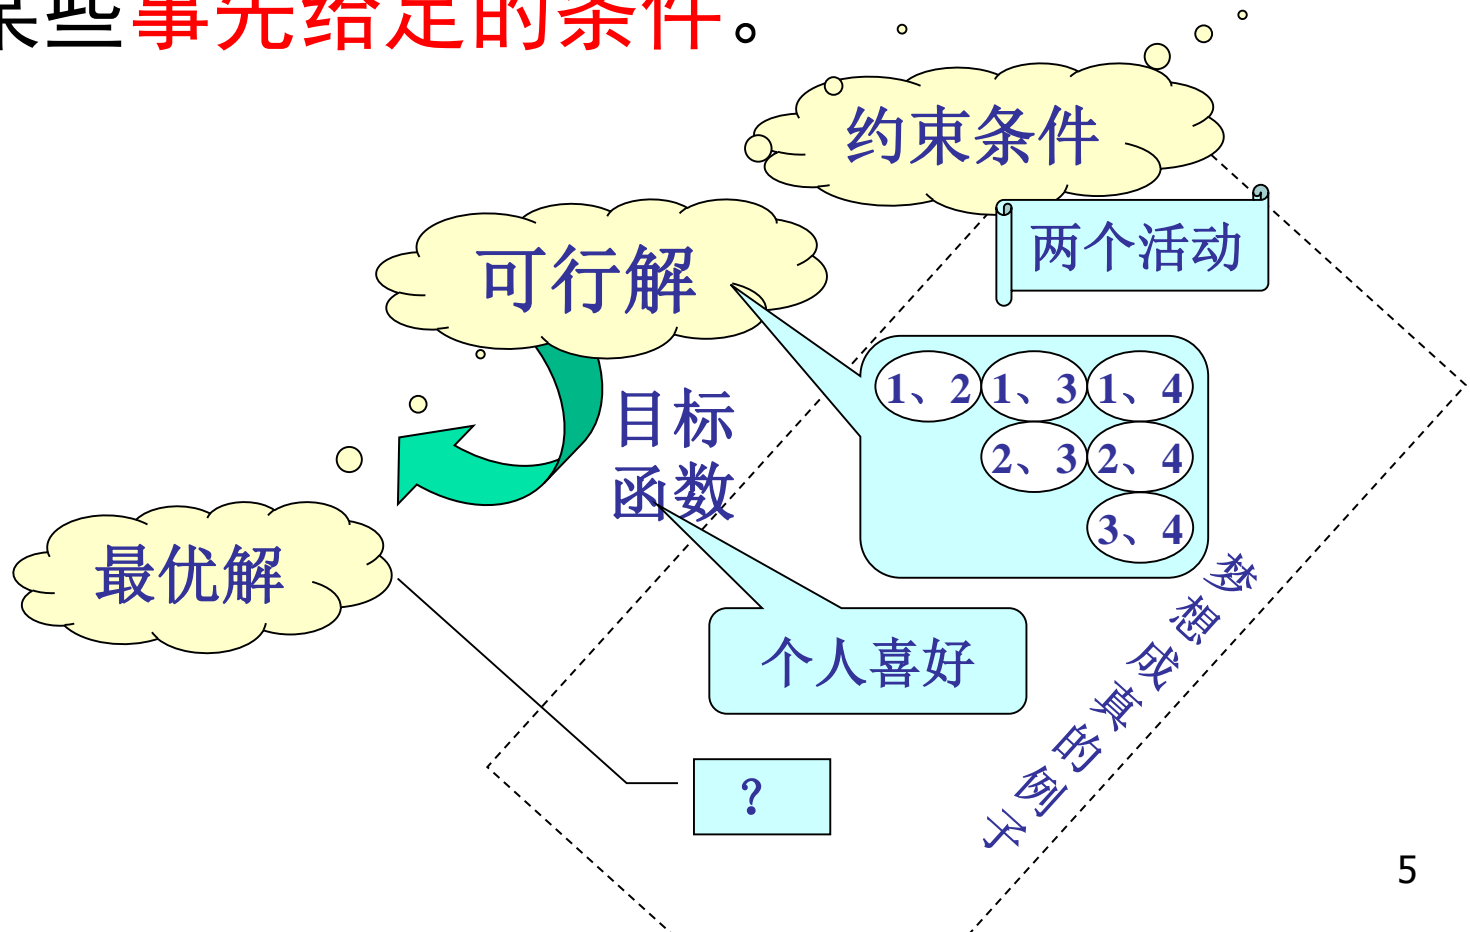 某些事先给定的条件。
约束条件
两个活动
可行解
1、2 1、3 1、4
2、3 2、4
3、4
目标
函数
最优解
个人喜好
?
梦想成真的例子
5